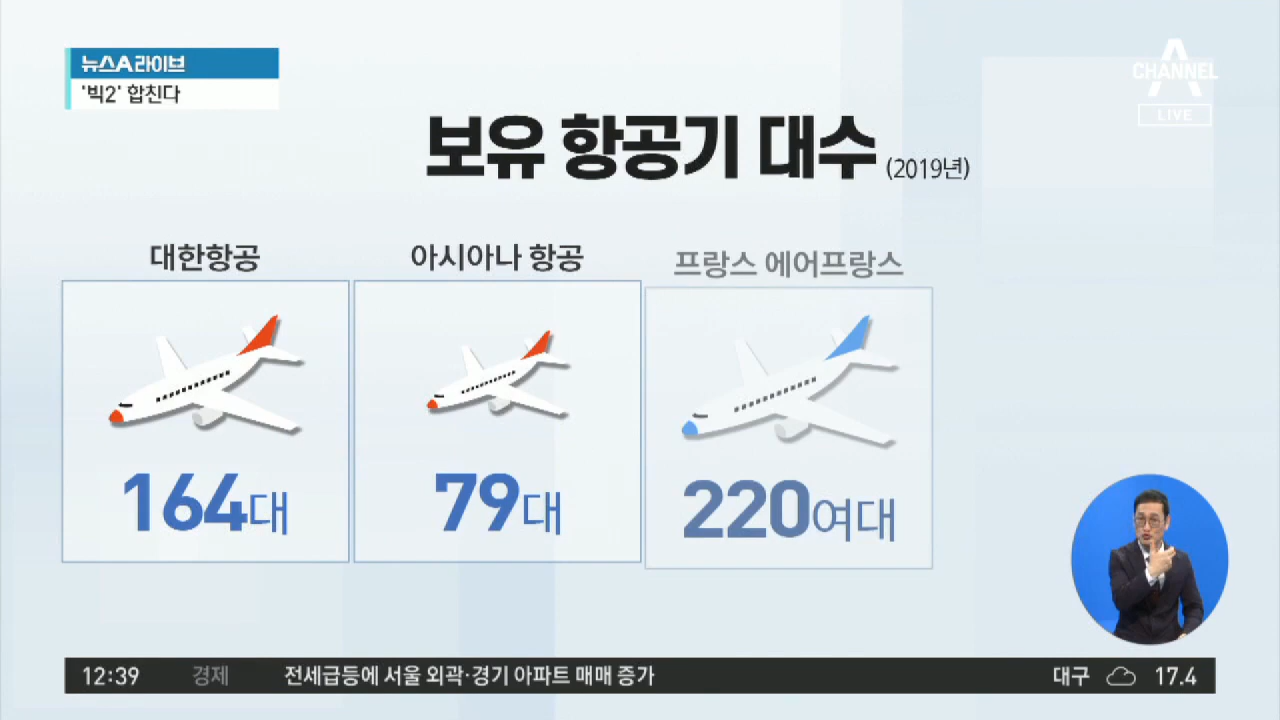 뉴스A 라이브
'빅2' 합친다
CHANNEL A
LIVE
보유 항공기 대수 (2019년)
대한항공
164대
아시아나 항공
79대
프랑스 에어프랑스
220여대
12:39 경제 전세급등에 서울 외곽·경기 아파트 매매 증가 대구 17.4